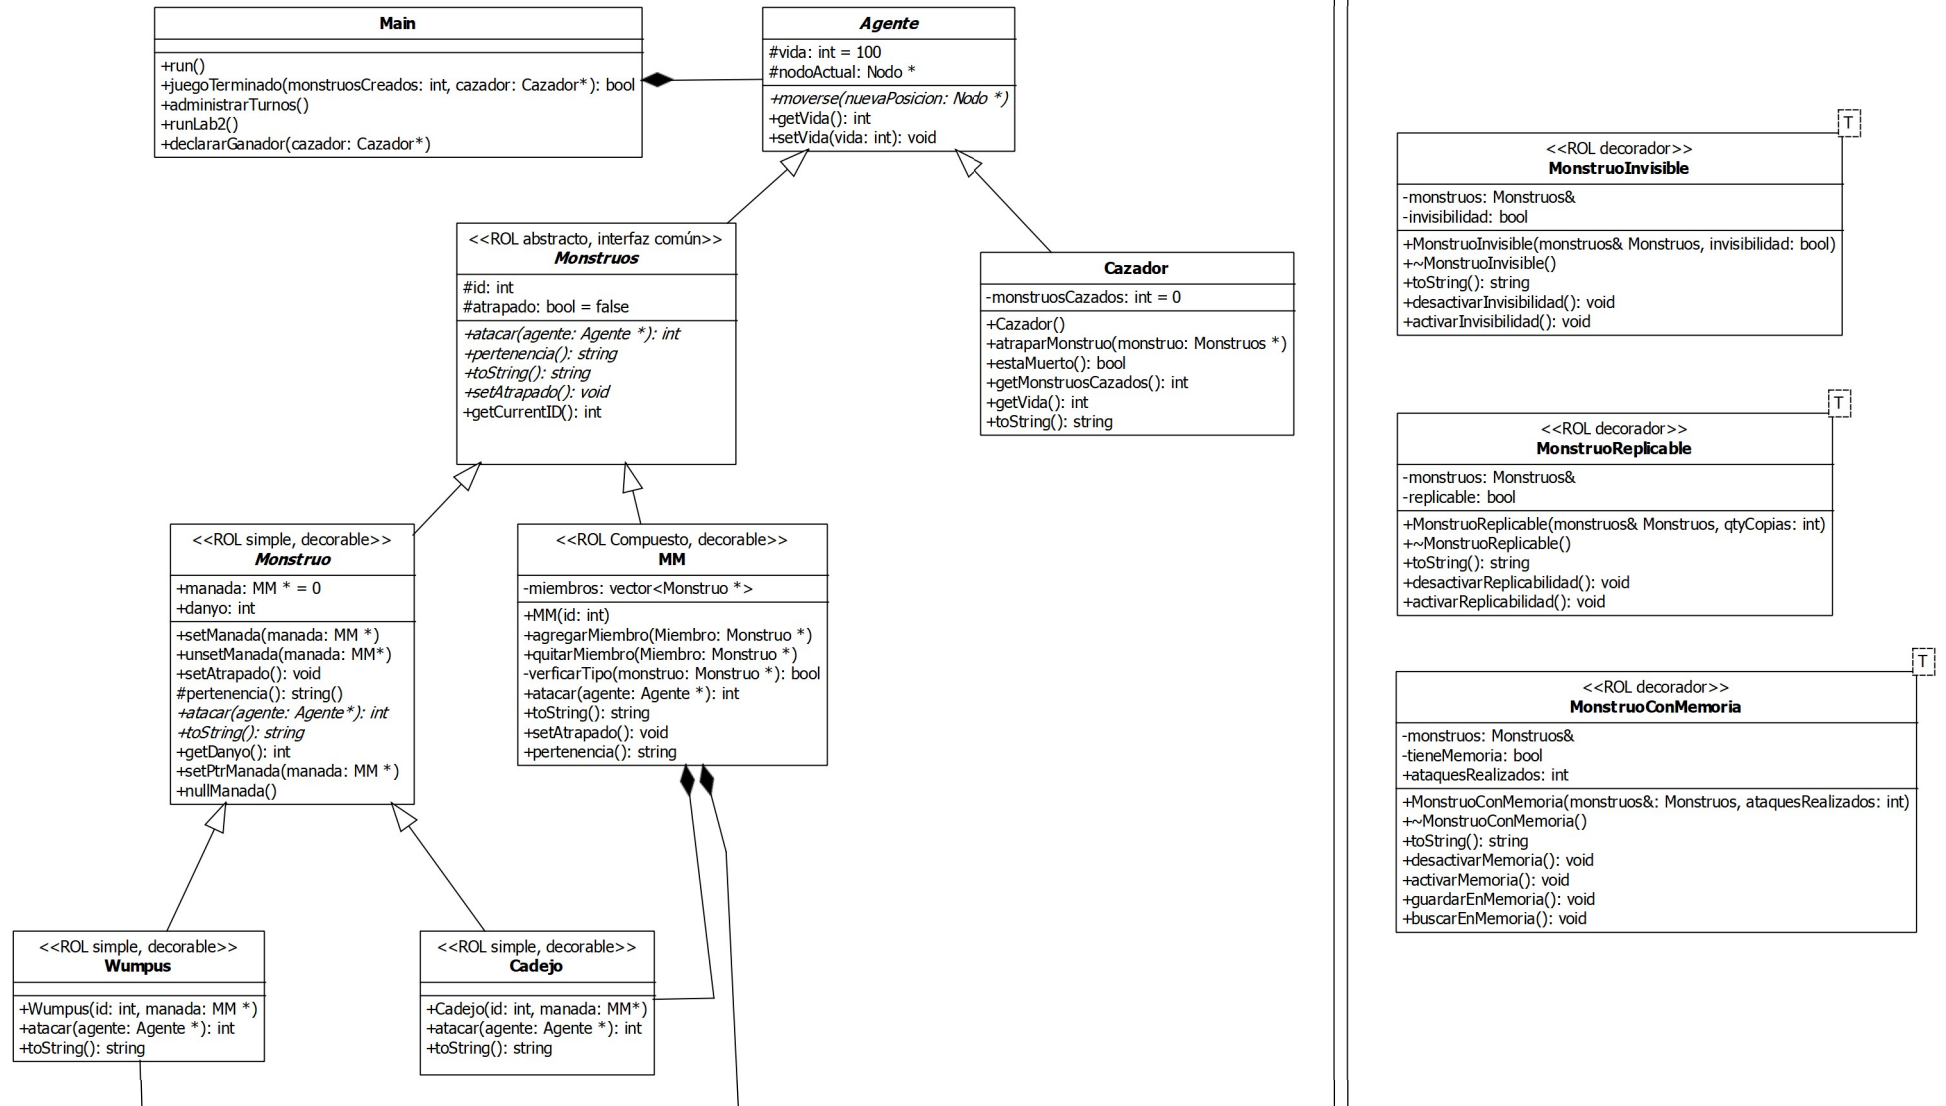 Main
+run()
+juegoTerminado(monstruosCreados: int, cazador: Cazador*): bool
+administrarTurnos()
+runLab2()
+declararGanador(cazador: Cazador*)
Agente
#vida: int = 100
#nodoActual: Nodo *
+moverse(nuevaPosicion: Nodo *)
+getVida(): int
+setVida(vida: int): void
<<ROL abstracto, interfaz común>>
Monstruos
#id: int
#atrapado: bool = false
+atacar(agente: Agente *): int
+pertenencia(): string
+toString(): string
+setAtrapado(): void
+getCurrentID(): int
Cazador
-monstruosCazados: int = 0
+Cazador()
+atraparMonstruo(monstruo: Monstruos *)
+estaMuerto(): bool
+getMonstruosCazados(): int
+getVida(): int
+toString(): string
<<ROL simple, decorable>>
Monstruo
+manada: MM * = 0
+danyo: int
+setManada(manada: MM *)
+unsetManada(manada: MM*)
+setAtrapado(): void
#pertenencia(): string()
+atacar(agente: Agente*): int
+toString(): string
+getDanyo(): int
+setPtrManada(manada: MM *)
+nullManada()
<<ROL Compuesto, decorable>>
MM
-miembros: vector<Monstruo *>
+MM(id: int)
+agregarMiembro(Miembro: Monstruo *)
+quitarMiembro(Miembro: Monstruo *)
-verficarTipo(monstruo: Monstruo *): bool
+atacar(agente: Agente *): int
+toString(): string
+setAtrapado(): void
+pertenencia(): string
<<ROL simple, decorable>>
Wumpus
+Wumpus(id: int, manada: MM *)
+atacar(agente: Agente *): int
+toString(): string
<<ROL simple, decorable>>
Cadejo
+Cadejo(id: int, manada: MM*)
+atacar(agente: Agente *): int
+toString(): string
T
<<ROL decorador>>
MonstruoInvisible
-monstruos: Monstruos&
-invisibilidad: bool
+MonstruoInvisible(monstruos& Monstruos, invisibilidad: bool)
+~MonstruoInvisible()
+toString(): string
+desactivarInvisibilidad(): void
+activarInvisibilidad(): void
T
<<ROL decorador>>
MonstruoReplicable
-monstruos: Monstruos&
-replicable: bool
+MonstruoReplicable(monstruos& Monstruos, qtyCopias: int)
+~MonstruoReplicable()
+toString(): string
+desactivarReplicabilidad(): void
+activarReplicabilidad(): void
T
<<ROL decorador>>
MonstruoConMemoria
-monstruos: Monstruos&
-tieneMemoria: bool
+ataquesRealizados: int
+MonstruoConMemoria(monstruos&: Monstruos, ataquesRealizados: int)
+~MonstruoConMemoria()
+toString(): string
+desactivarMemoria(): void
+activarMemoria(): void
+guardarEnMemoria(): void
+buscarEnMemoria(): void